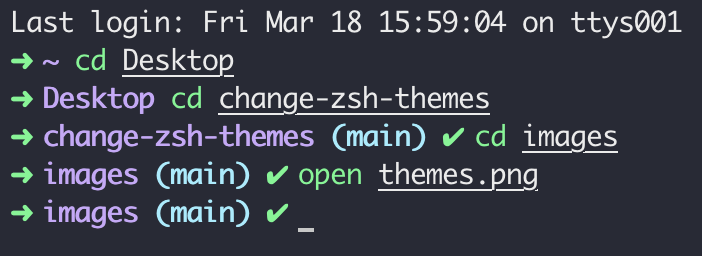 Last login: Fri Mar 18 15:59:04 on ttys001
➜ ~ cd Desktop
➜ Desktop cd change-zsh-themes
➜ change-zsh-themes (main) ✔ cd images
➜ images (main) ✔ open themes.png
➜ images (main) ✔ _